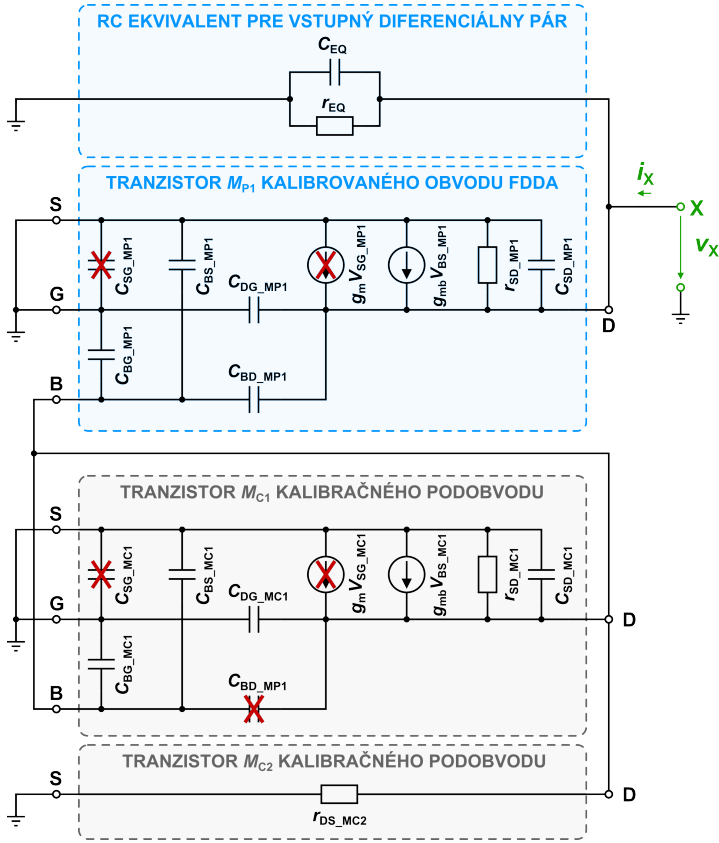 RC EKVIVALENT PRE VSTUPNÝ DIFERENCIÁLNY PÁR
CEQ
rEQ
TRANZISTOR MP1 KALIBROVANÉHO OBVODU FDDA
iX
X
vX
S
G
B
D
CSG_MP1
CBS_MP1
CDG_MP1
gmVSG_MP1
gmbVBS_MP1
rSD_MP1
CSD_MP1
CBG_MP1
CBD_MP1
TRANZISTOR MC1 KALIBRAČNÉHO PODOBVODU
S
G
B
D
CSG_MC1
CBS_MC1
CDG_MC1
gmVSG_MC1
gmbVBS_MC1
rSD_MC1
CSD_MC1
CBG_MC1
CBD_MP1
TRANZISTOR MC2 KALIBRAČNÉHO PODOBVODU
S
D
rDS_MC2